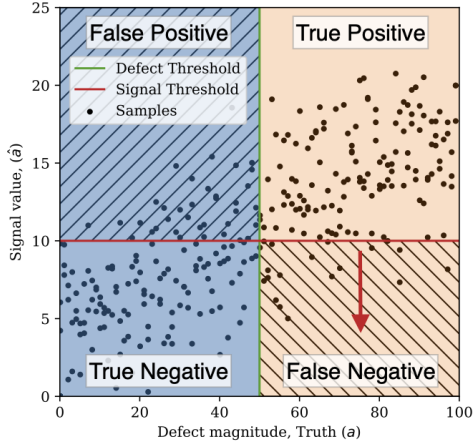 25
20
15
10
5
0
Signal value, (â)
False Positive
True Positive
Defect Threshold
Signal Threshold
Samples
True Negative
False Negative
0
20
40
60
80
100
Defect magnitude, Truth (a)